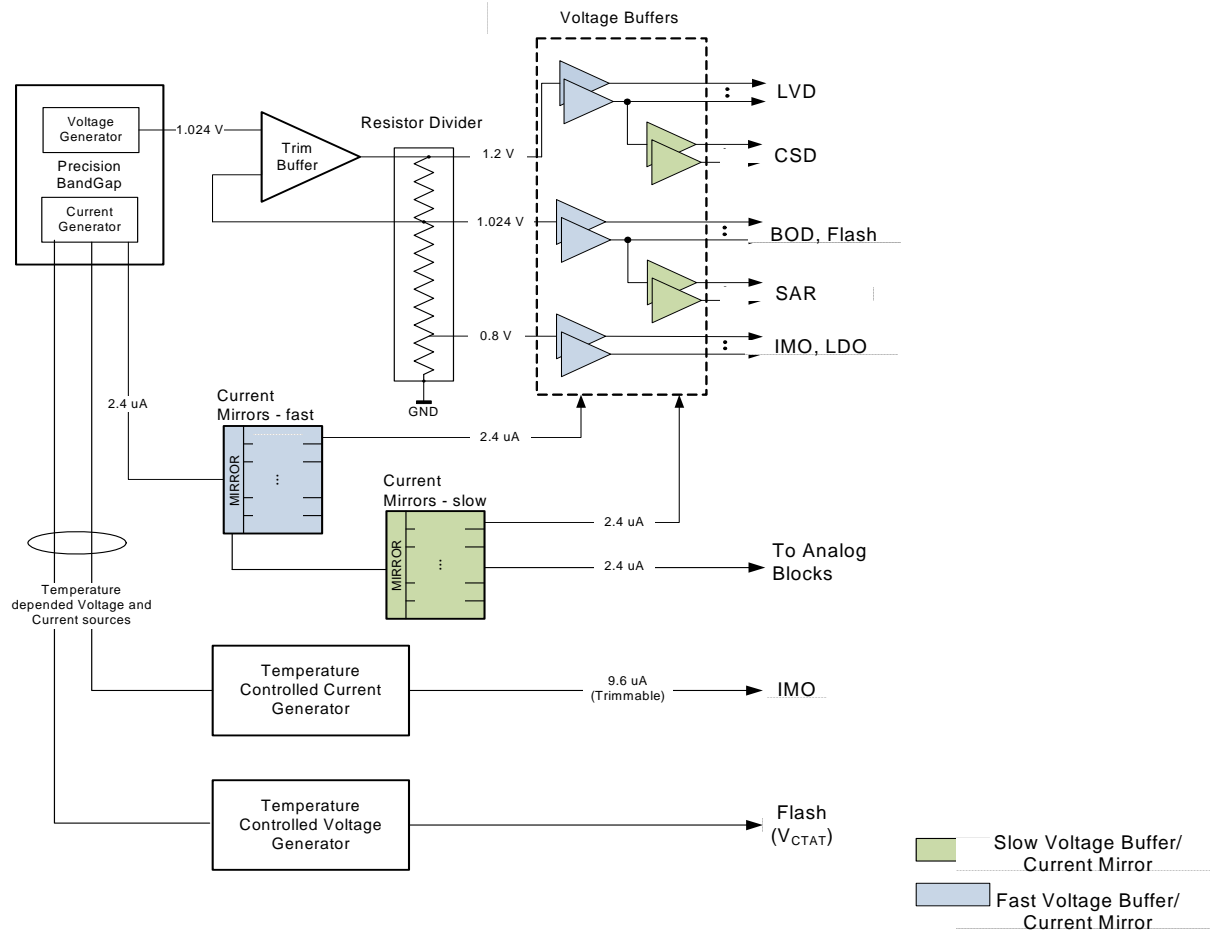 Voltage Buffers
Voltage
Generator
Precision
BandGap
Current
Generator
1.024 V
Trim
Buffer
Resistor Divider
1.2 V
1.024 V
0.8 V
GND
LVD
CSD
BOD, Flash
SAR
IMO, LDO
2.4 uA
Current
Mirrors - fast
MIRROR
...
2.4 uA
Current
Mirrors - slow
MIRROR
...
2.4 uA
2.4 uA
To Analog
Blocks
Temperature
depended Voltage and
Current sources
Temperature
Controlled Current
Generator
9.6 uA
(Trimmable)
IMO
Temperature
Controlled Voltage
Generator
Flash
(VCTAT)
Slow Voltage Buffer/
Current Mirror
Fast Voltage Buffer/
Current Mirror